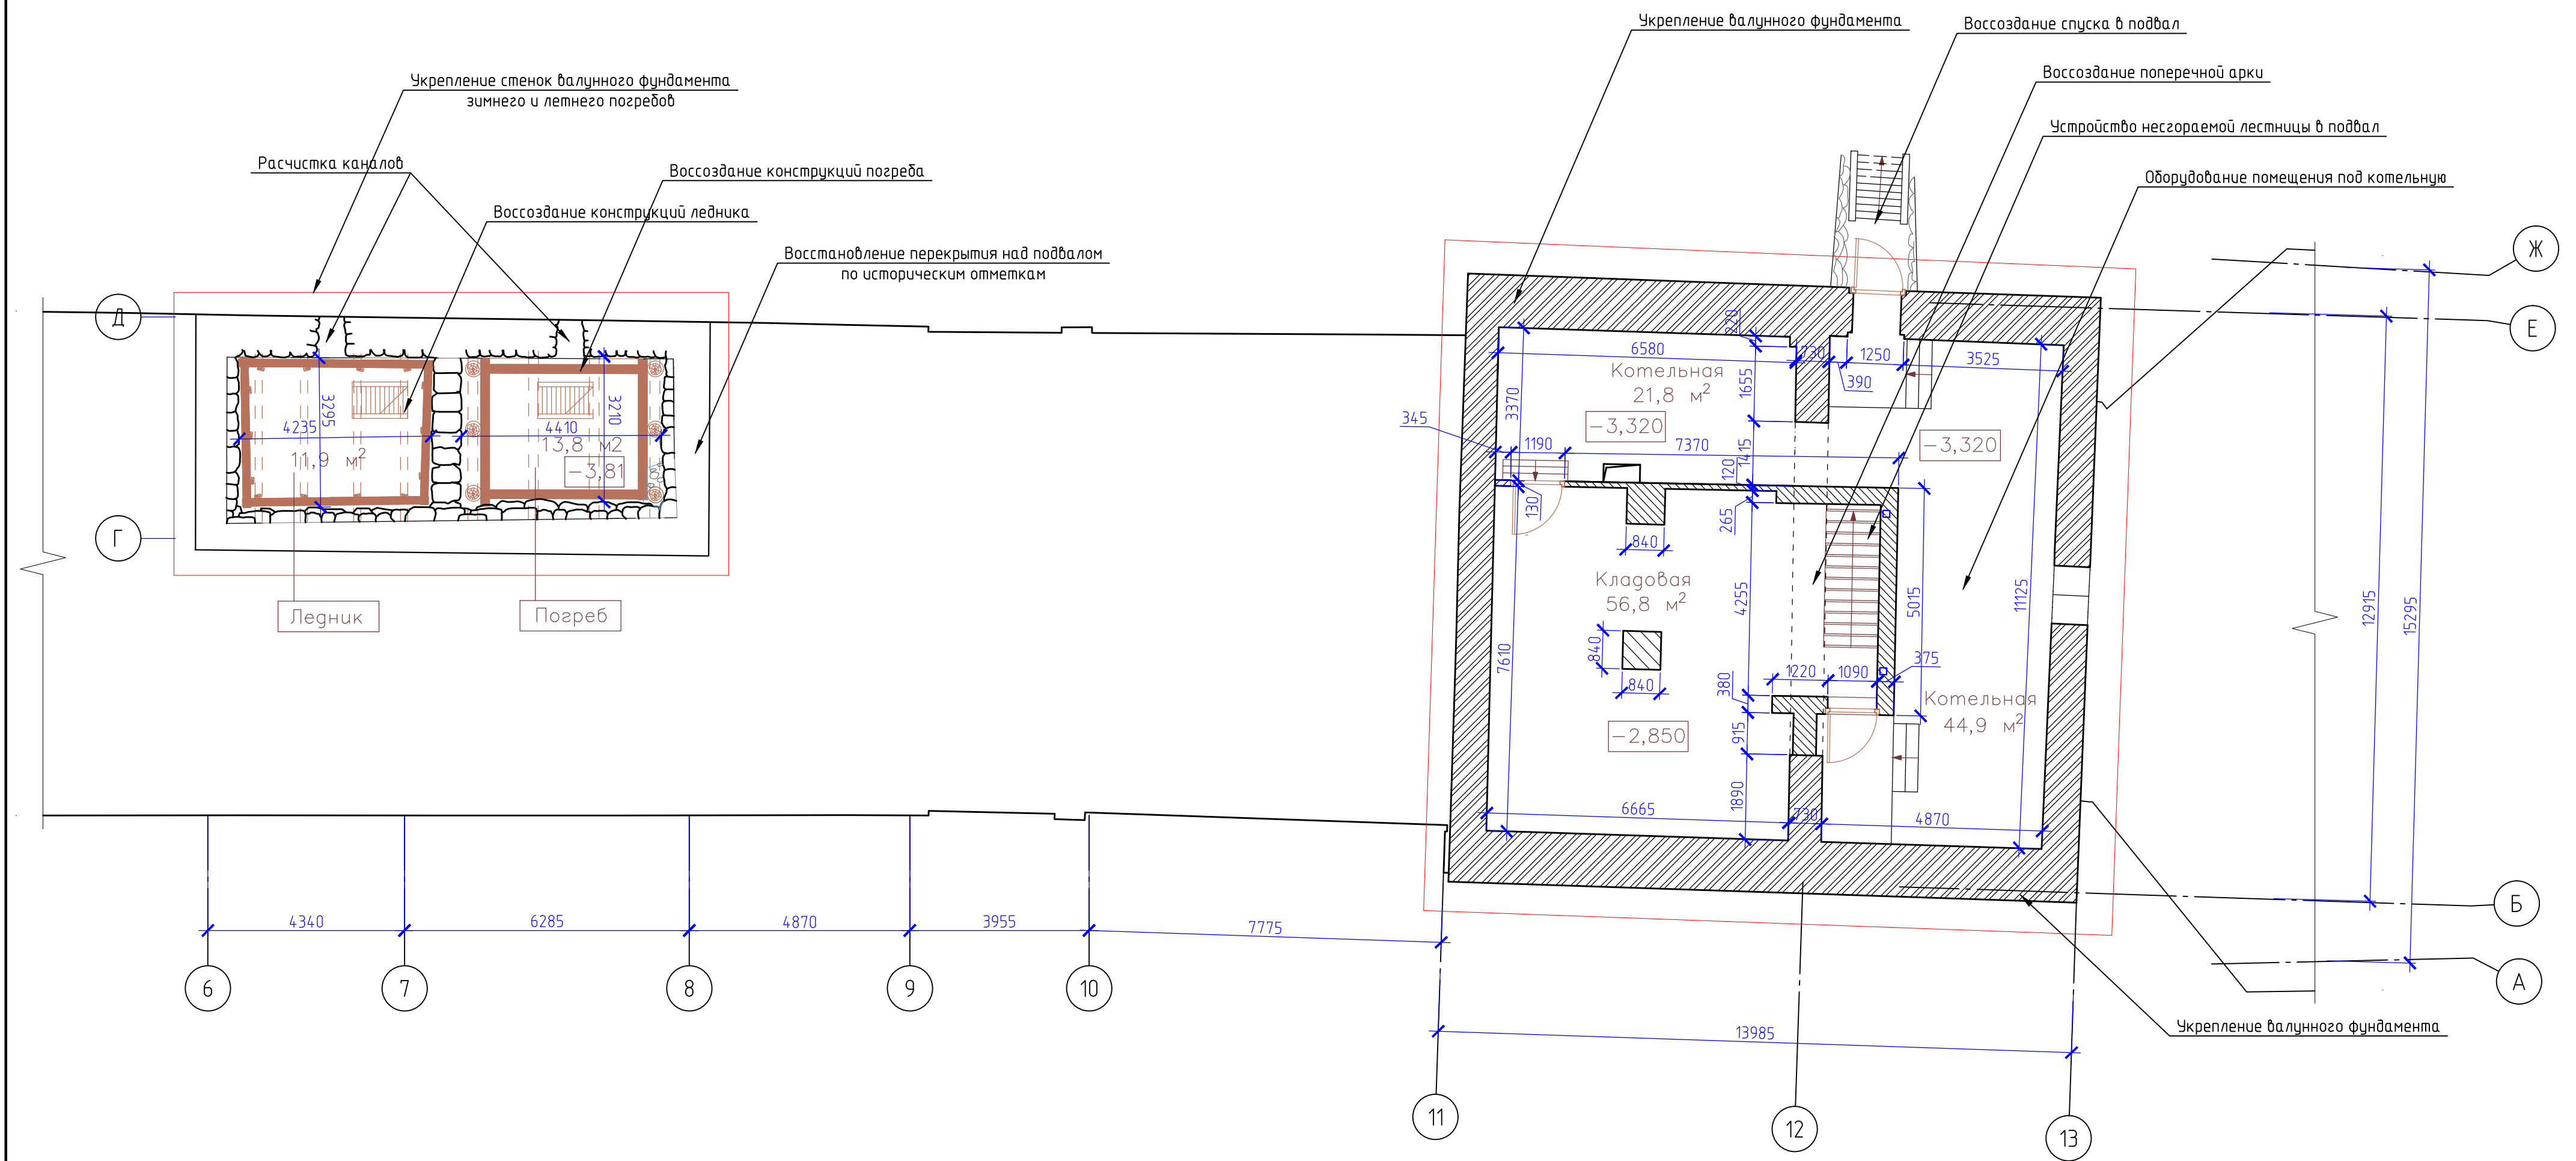 Укрепление валунного фундамента
Воссоздание спуска в подвал
Воссоздание поперечной арки
Устройство несгораемой лестницы в подвал
Оборудование помещения под котельную
Укрепление стенок валунного фундамента
зимнего и летнего погребов
Расчистка каналов
Воссоздание конструкций погреба
Воссоздание конструкций ледника
Восстановление перекрытия над подвалом
по историческим отметкам
Д
Г
3295
4235
11,9 м²
3210
4410
13,8 м2
-3,81
Ледник
Погреб
Ж
Е
Б
А
6580
220
730
1250
3525
390
Котельная
21,8 м²
-3,320
1655
3370
345
1190
7370
1415
120
-3,320
130
265
840
Кладовая
56,8 м²
4255
5015
11125
12915
15295
840
840
7610
1220
1090
375
380
-2,850
915
Котельная
44,9 м²
1890
6665
730
4870
4340
6285
4870
3955
7775
6
7
8
9
10
13985
Укрепление валунного фундамента
11
12
13